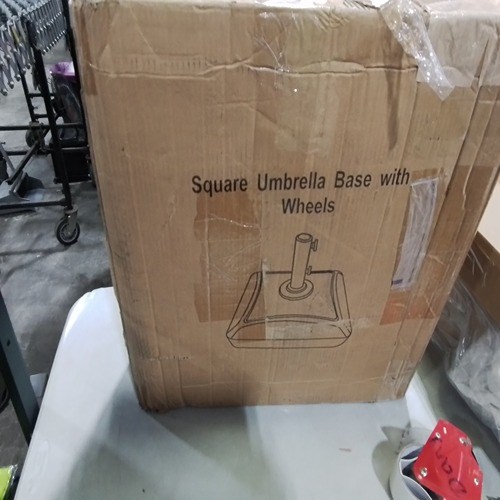 Square Umbrella Base with
Wheels